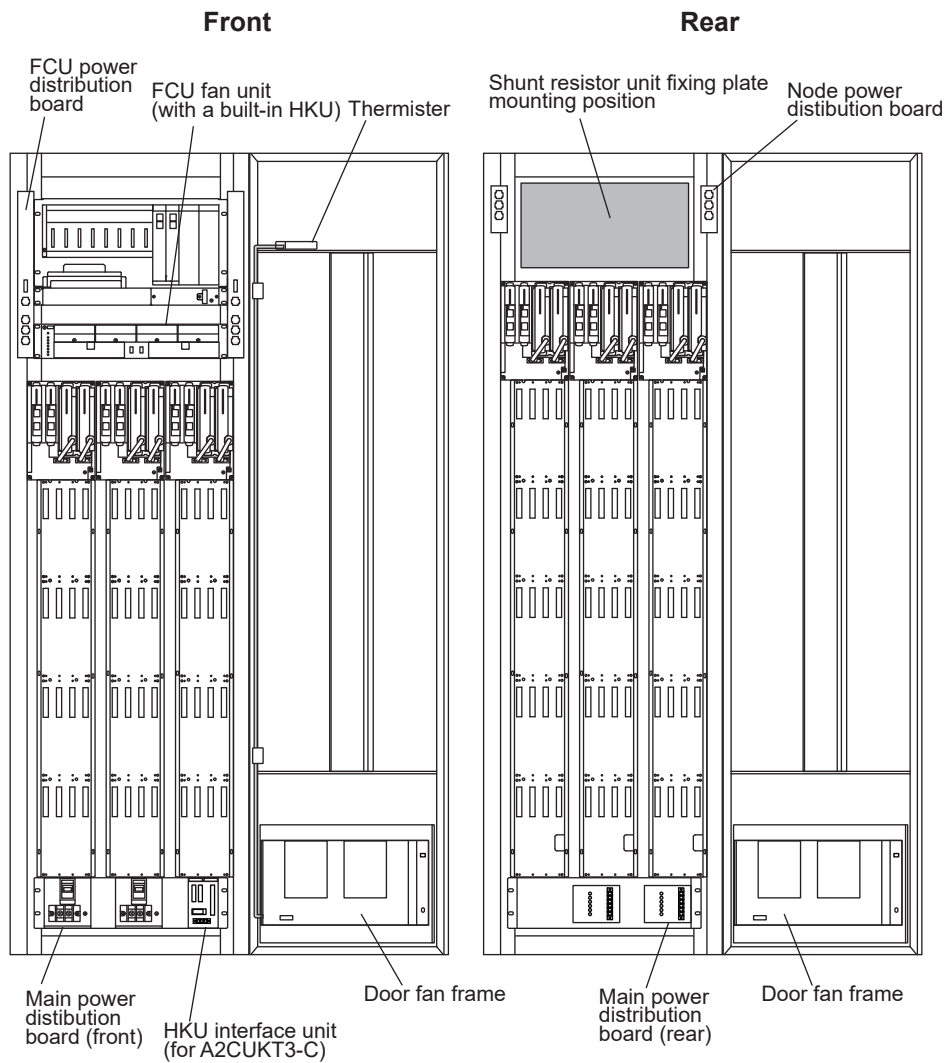 Front
Rear
FCU power
distribution
board
FCU fan unit
(with a built-in HKU)
Thermister
Shunt resistor unit fixing plate
mounting position
Node power
distibution board
Main power
distibution
board (front)
HKU interface unit
(for A2CUKT3-C)
Door fan frame
Main power
distribution
board (rear)
Door fan frame